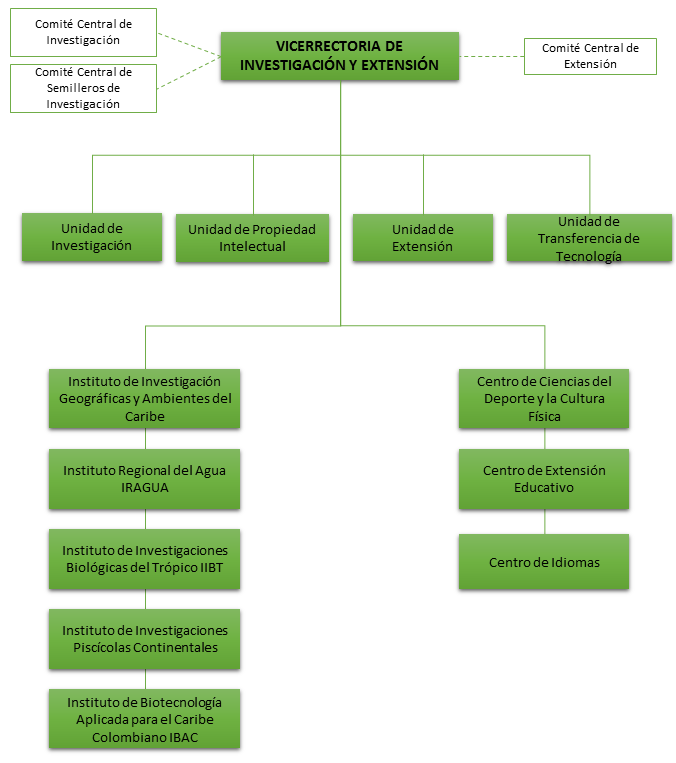 Comité Central de
Investigación
Comité Central de
Semilleros de
Investigación
VICERRECTORIA DE
INVESTIGACIÓN Y EXTENSIÓN
Comité Central de
Extensión
Unidad de
Investigación
Unidad de Propiedad
Intelectual
Unidad de
Extensión
Unidad de
Transferencia de
Tecnología
Instituto de Investigación
Geográficas y Ambientes del
Caribe
Instituto Regional del Agua
IRAGUA
Instituto de Investigaciones
Biológicas del Trópico IIBT
Instituto de Investigaciones
Piscícolas Continentales
Instituto de Biotecnología
Aplicada para el Caribe
Colombiano IBAC
Centro de Ciencias del
Deporte y la Cultura
Física
Centro de Extensión
Educativo
Centro de Idiomas